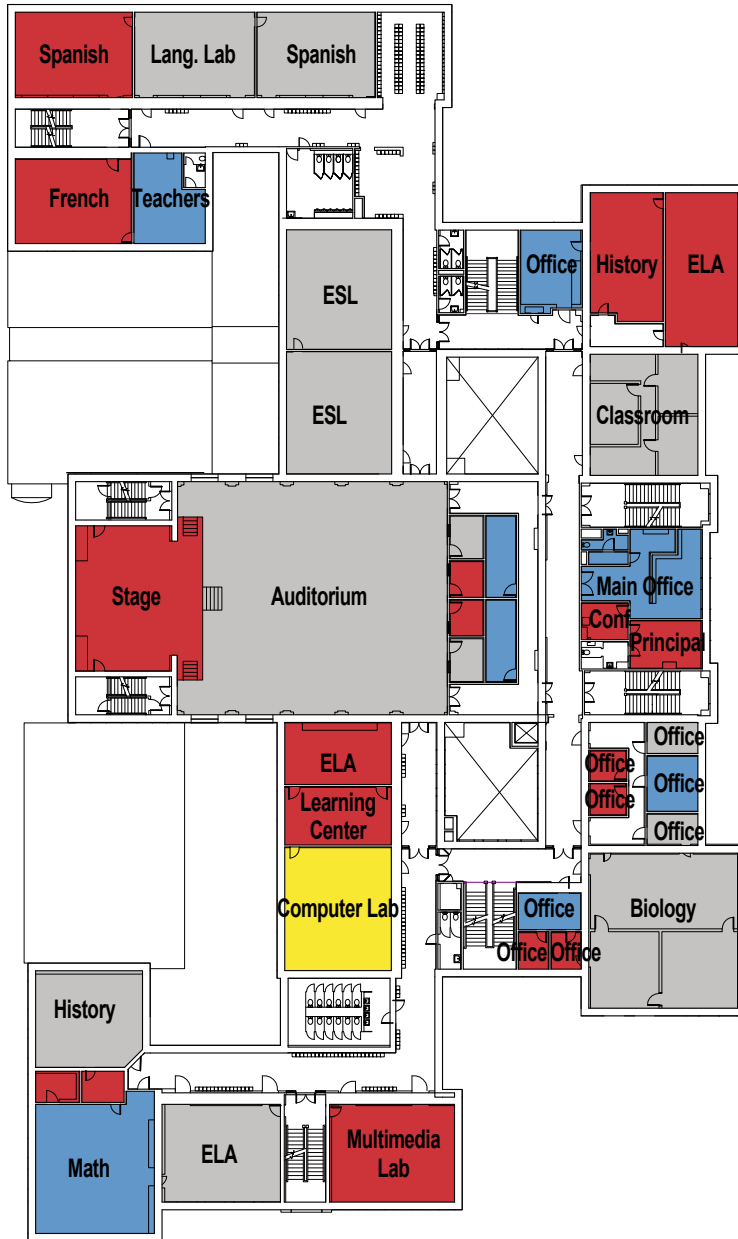 Spanish
Lang. Lab
Spanish
French
Teachers
Office
History
ELA
ESL
ESL
Classroom
Stage
Auditorium
Main Office
Conf
Principal
Office
Office
Office
Office
Office
ELA
Learning
Center
Computer Lab
Office
Office
Office
Biology
History
Math
ELA
Multimedia
Lab